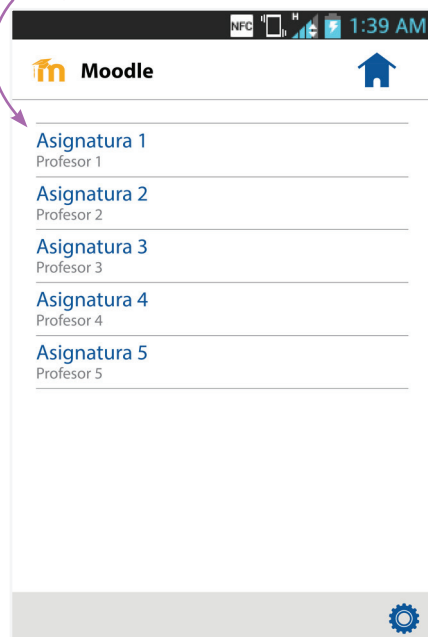 NFC H 1:39 AM
m Moodle
Asignatura 1
Profesor 1
Asignatura 2
Profesor 2
Asignatura 3
Profesor 3
Asignatura 4
Profesor 4
Asignatura 5
Profesor 5